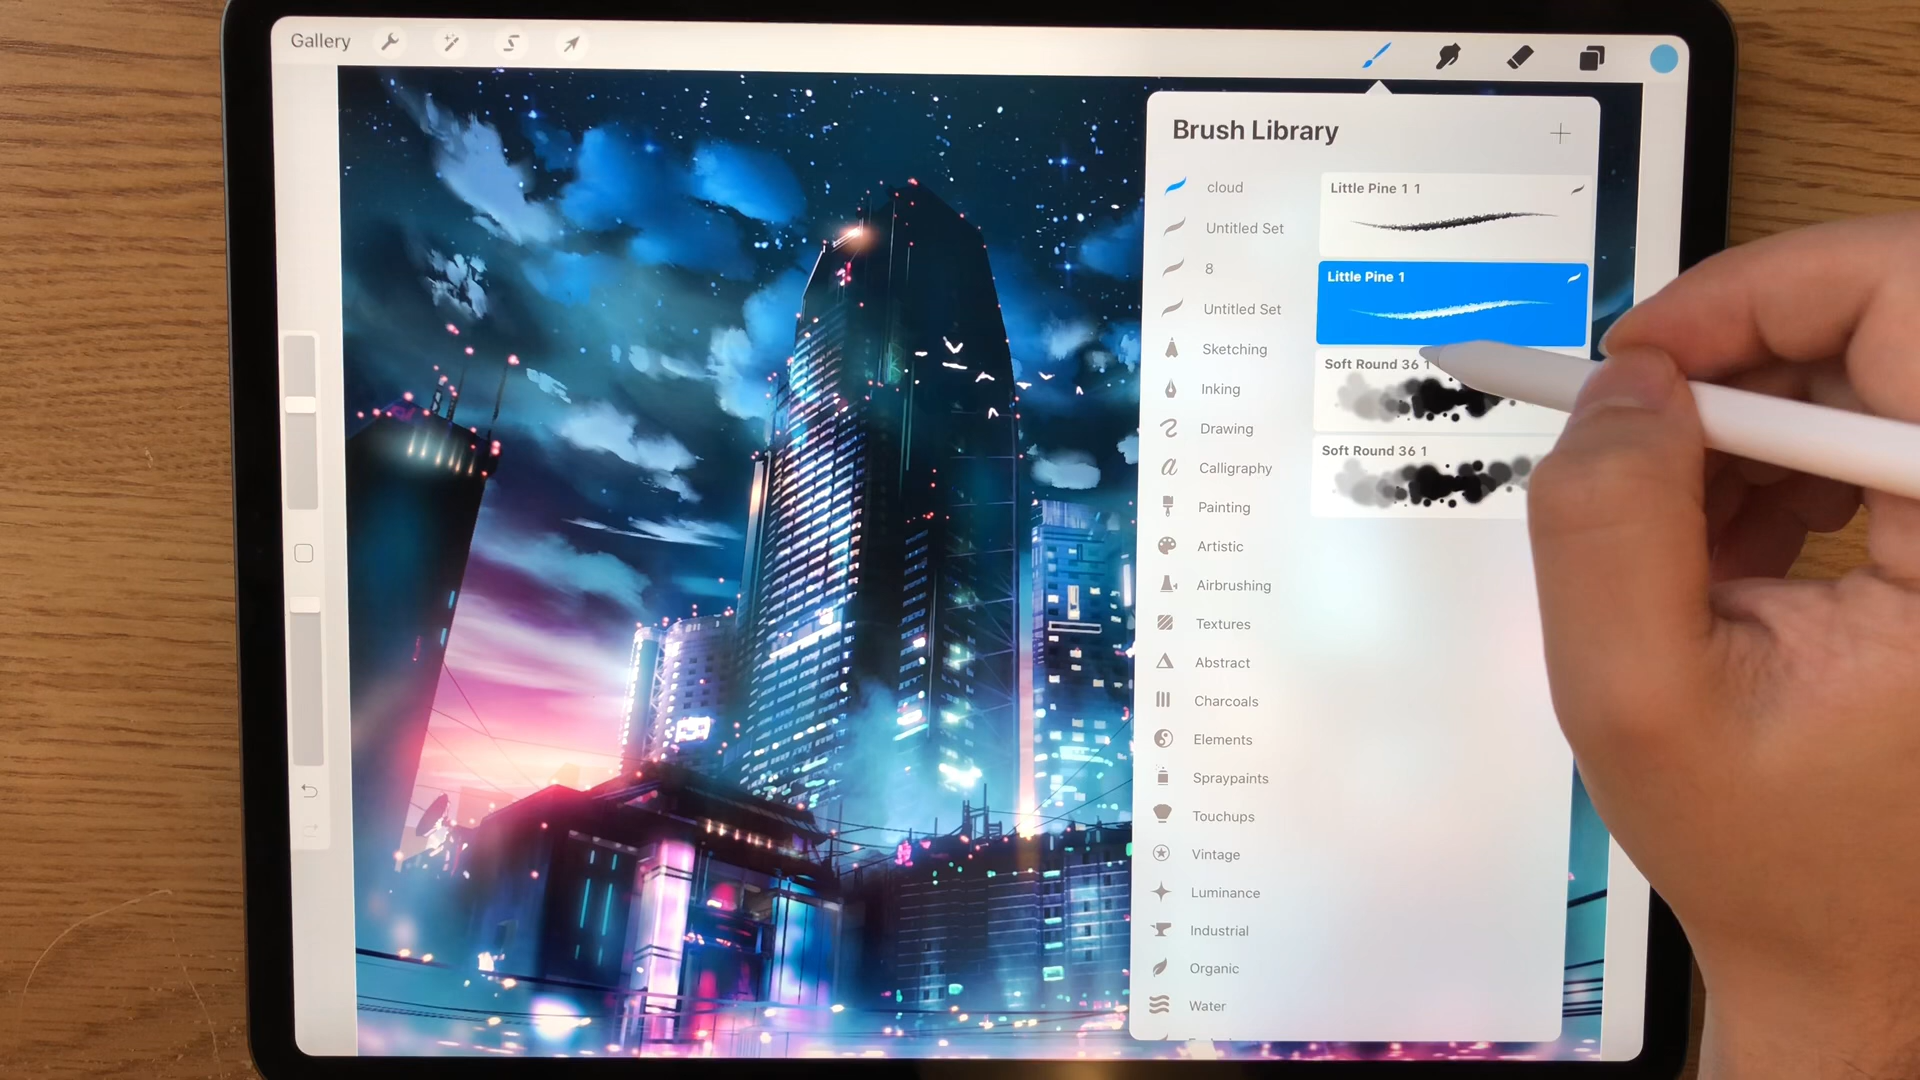 Gallery
Brush Library
cloud
Untitled Set
8
Untitled Set
Sketching
Inking
Drawing
Calligraphy
Painting
Artistic
Airbrushing
Textures
Abstract
Charcoals
Elements
Spraypaints
Touchups
Vintage
Luminance
Industrial
Organic
Water
Little Pine 1 1
Little Pine 1
Soft Round 36 1
Soft Round 36 1